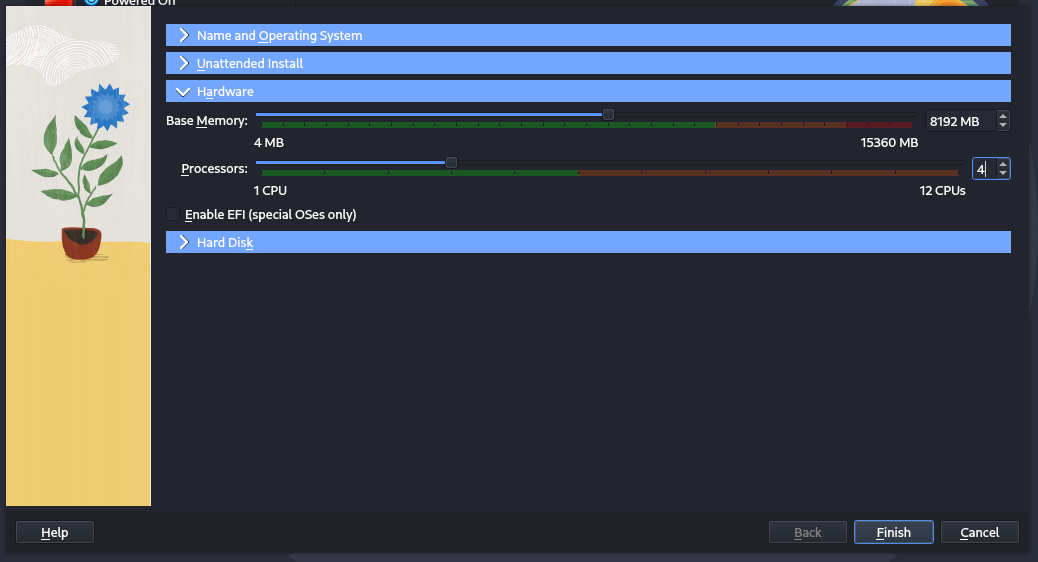 Powered Off
Name and Operating System
Unattended Install
Hardware
Base Memory:
8192 MB
4 MB
15360 MB
Processors:
4
1 CPU
12 CPUs
Enable EFI (special OSes only)
Hard Disk
Help
Back
Finish
Cancel